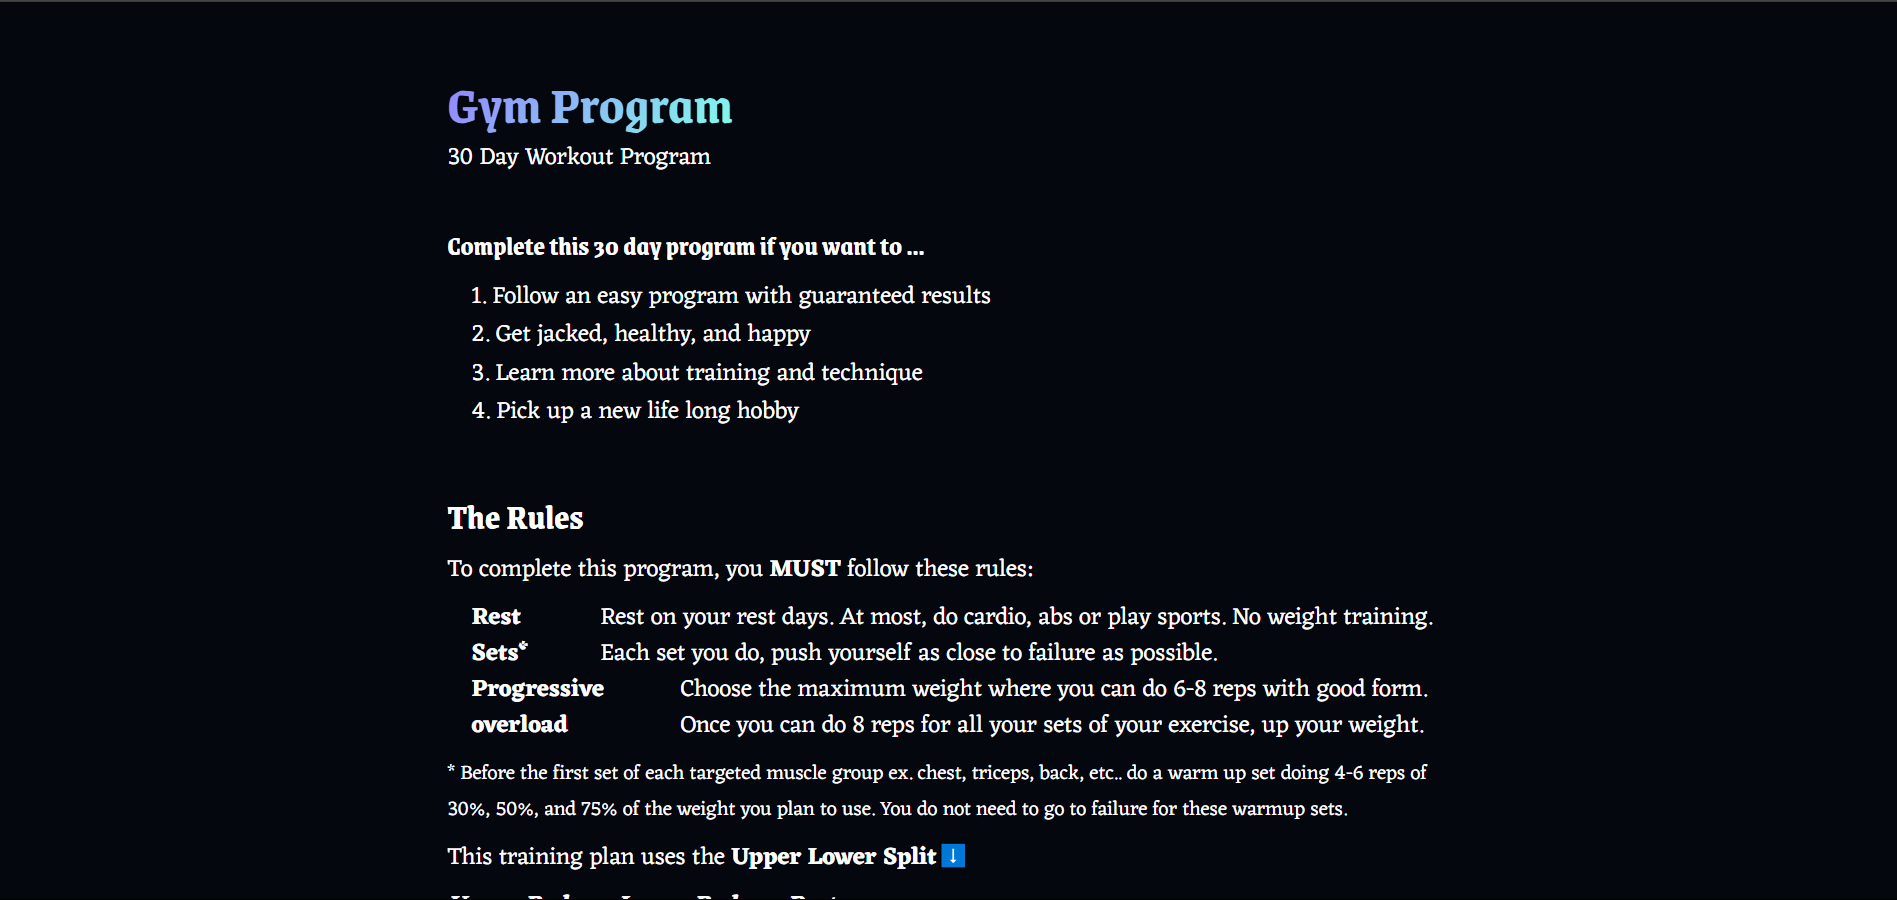 Gym Program
30 Day Workout Program
Complete this 30 day program if you want to ...
1. Follow an easy program with guaranteed results
2. Get jacked, healthy, and happy
3. Learn more about training and technique
4. Pick up a new life long hobby
The Rules
To complete this program, you MUST follow these rules:
Rest Rest on your rest days. At most, do cardio, abs or play sports. No weight training.
Sets* Each set you do, push yourself as close to failure as possible.
Progressive Choose the maximum weight where you can do 6-8 reps with good form.
overload Once you can do 8 reps for all your sets of your exercise, up your weight.
* Before the first set of each targeted muscle group ex. chest, triceps, back, etc.. do a warm up set doing 4-6 reps of
30%, 50%, and 75% of the weight you plan to use. You do not need to go to failure for these warmup sets.
This training plan uses the Upper Lower Split ⬇